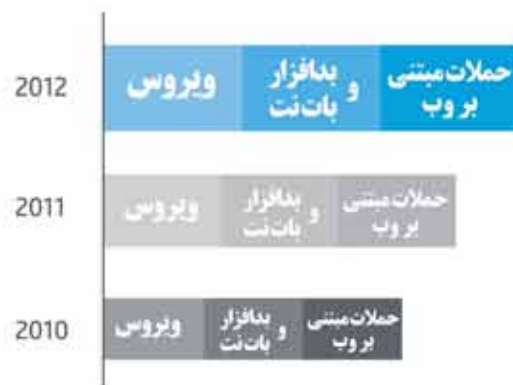 2012
ویروس
بدافزار
و
بات‌نت
حملات مبتنی
بر وب
2011
ویروس
بدافزار
و
بات‌نت
حملات مبتنی
بر وب
2010
ویروس
بدافزار
و
بات‌نت
حملات مبتنی
بر وب